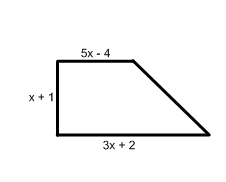 5x - 4
x + 1
3x + 2